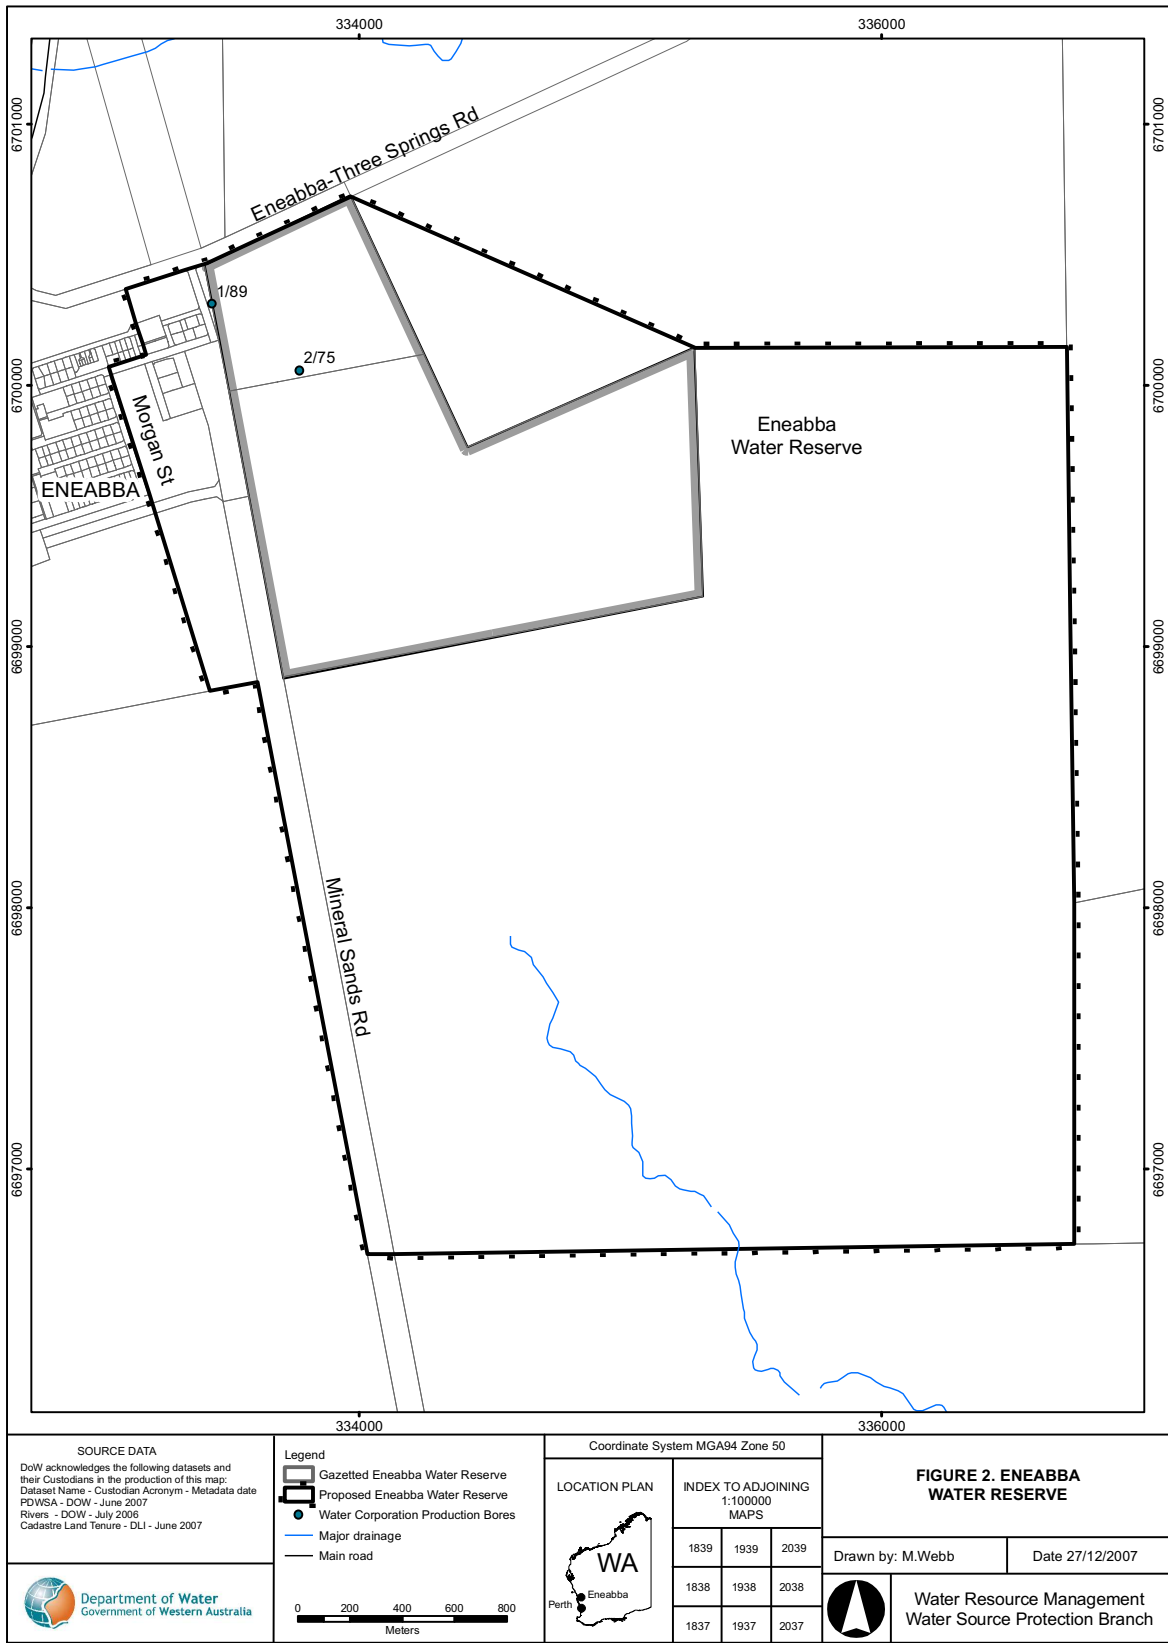 334000
336000
6701000
6701000
Eneabba-Three Springs Rd
1/89
2/75
6700000
6700000
Morgan St
Eneabba
Water Reserve
ENEABBA
6699000
6699000
Mineral Sands Rd
6698000
6698000
6697000
6697000
334000
336000
SOURCE DATA
DoW acknowledges the following datasets and
their Custodians in the production of this map:
Dataset Name - Custodian Acronym - Metadata date
PDWSA - DOW - June 2007
Rivers - DOW - July 2006
Cadastre Land Tenure - DLI - June 2007
Department of Water
Government of Western Australia
Legend
Gazetted Eneabba Water Reserve
Proposed Eneabba Water Reserve
Water Corporation Production Bores
Major drainage
Main road
0 200 400 600 800
Meters
Coordinate System MGA94 Zone 50
LOCATION PLAN
WA
Eneabba
Perth
INDEX TO ADJOINING
1:100000
MAPS
1839 1939 2039
1838 1938 2038
1837 1937 2037
FIGURE 2. ENEABBA
WATER RESERVE
Drawn by: M.Webb
Date 27/12/2007
Water Resource Management
Water Source Protection Branch